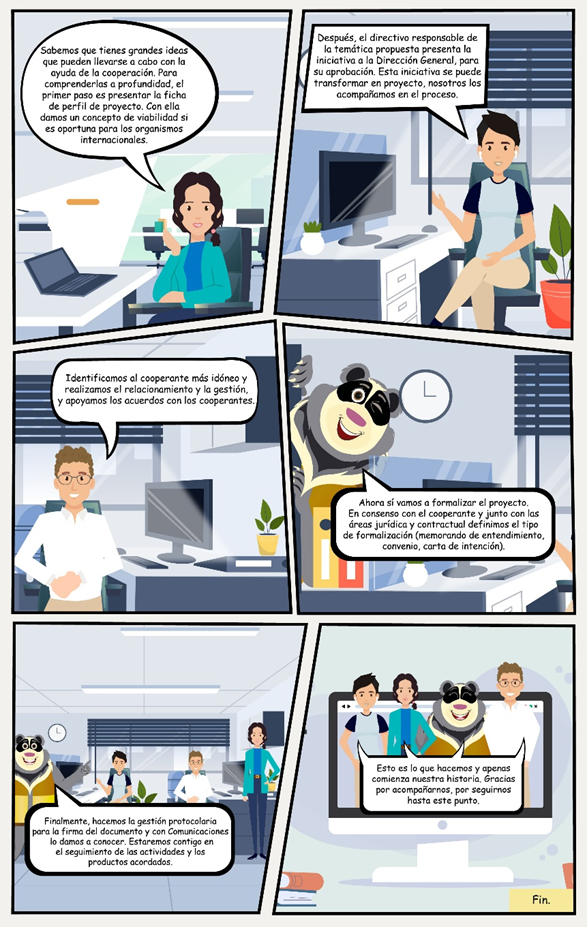 Sabemos que tienes grandes ideas
que pueden llevarse a cabo con la
ayuda de la cooperación. Para
comprenderlas a profundidad, el
primer paso es presentar la ficha
de perfil de proyecto. Con ella
damos un concepto de viabilidad si
es oportuna para los organismos
internacionales.
Después, el directivo responsable de
la temática propuesta presenta la
iniciativa a la Dirección General, para
su aprobación. Esta iniciativa se puede
transformar en proyecto, nosotros los
acompañamos en el proceso.
Identificamos al cooperante más idóneo y
realizamos el relacionamiento y la gestión,
y apoyamos los acuerdos con los cooperantes.
Ahora sí vamos a formalizar el proyecto.
En consenso con el cooperante y junto con las
áreas jurídica y contractual definimos el tipo
de formalización (memorando de entendimiento,
convenio, carta de intención).
Finalmente, hacemos la gestión protocolaria
para la firma del documento y con Comunicaciones
lo damos a conocer. Estaremos contigo en
el seguimiento de las actividades y los
productos acordados.
Esto es lo que hacemos y apenas
comienza nuestra historia. Gracias
por acompañarnos, por seguirnos
hasta este punto.
Fin.